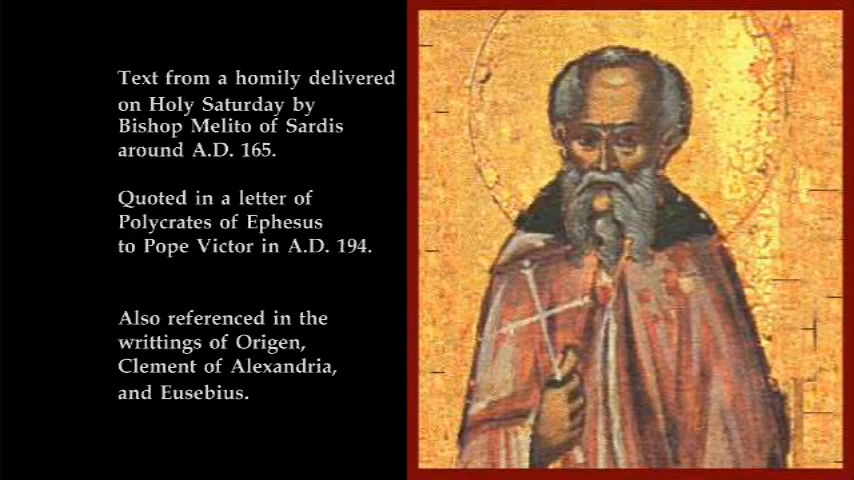 Text from a homily delivered
on Holy Saturday by
Bishop Melito of Sardis
around A.D. 165.
Quoted in a letter of
Polycrates of Ephesus
to Pope Victor in A.D. 194.
Also referenced in the
writtings of Origen,
Clement of Alexandria,
and Eusebius.